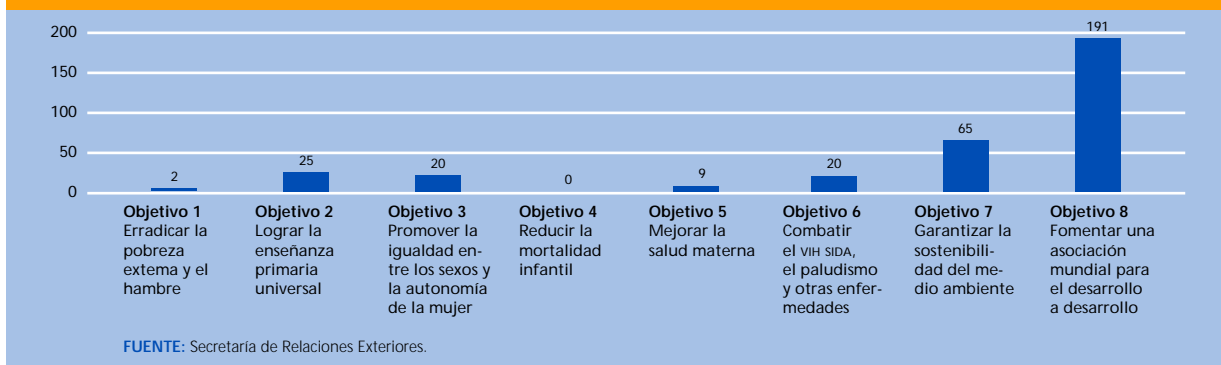 200
150
100
50
0
2
25
20
0
9
20
65
191
Objetivo 1
Erradicar la
pobreza
extema y el
hambre
Objetivo 2
Lograr la
enseñanza
primaria
universal
Objetivo 3
Promover la
igualdad en-
tre los sexos y
la autonomía
de la mujer
Objetivo 4
Reducir la
mortalidad
infantil
Objetivo 5
Mejorar la
salud materna
Objetivo 6
Combatir
el VIH SIDA,
el paludismo
y otras enfer-
medades
Objetivo 7
Garantizar la
sostenibili-
dad del me-
dio ambiente
Objetivo 8
Fomentar una
asociación
mundial para
el desarrollo
a desarrollo
FUENTE: Secretaría de Relaciones Exteriores.